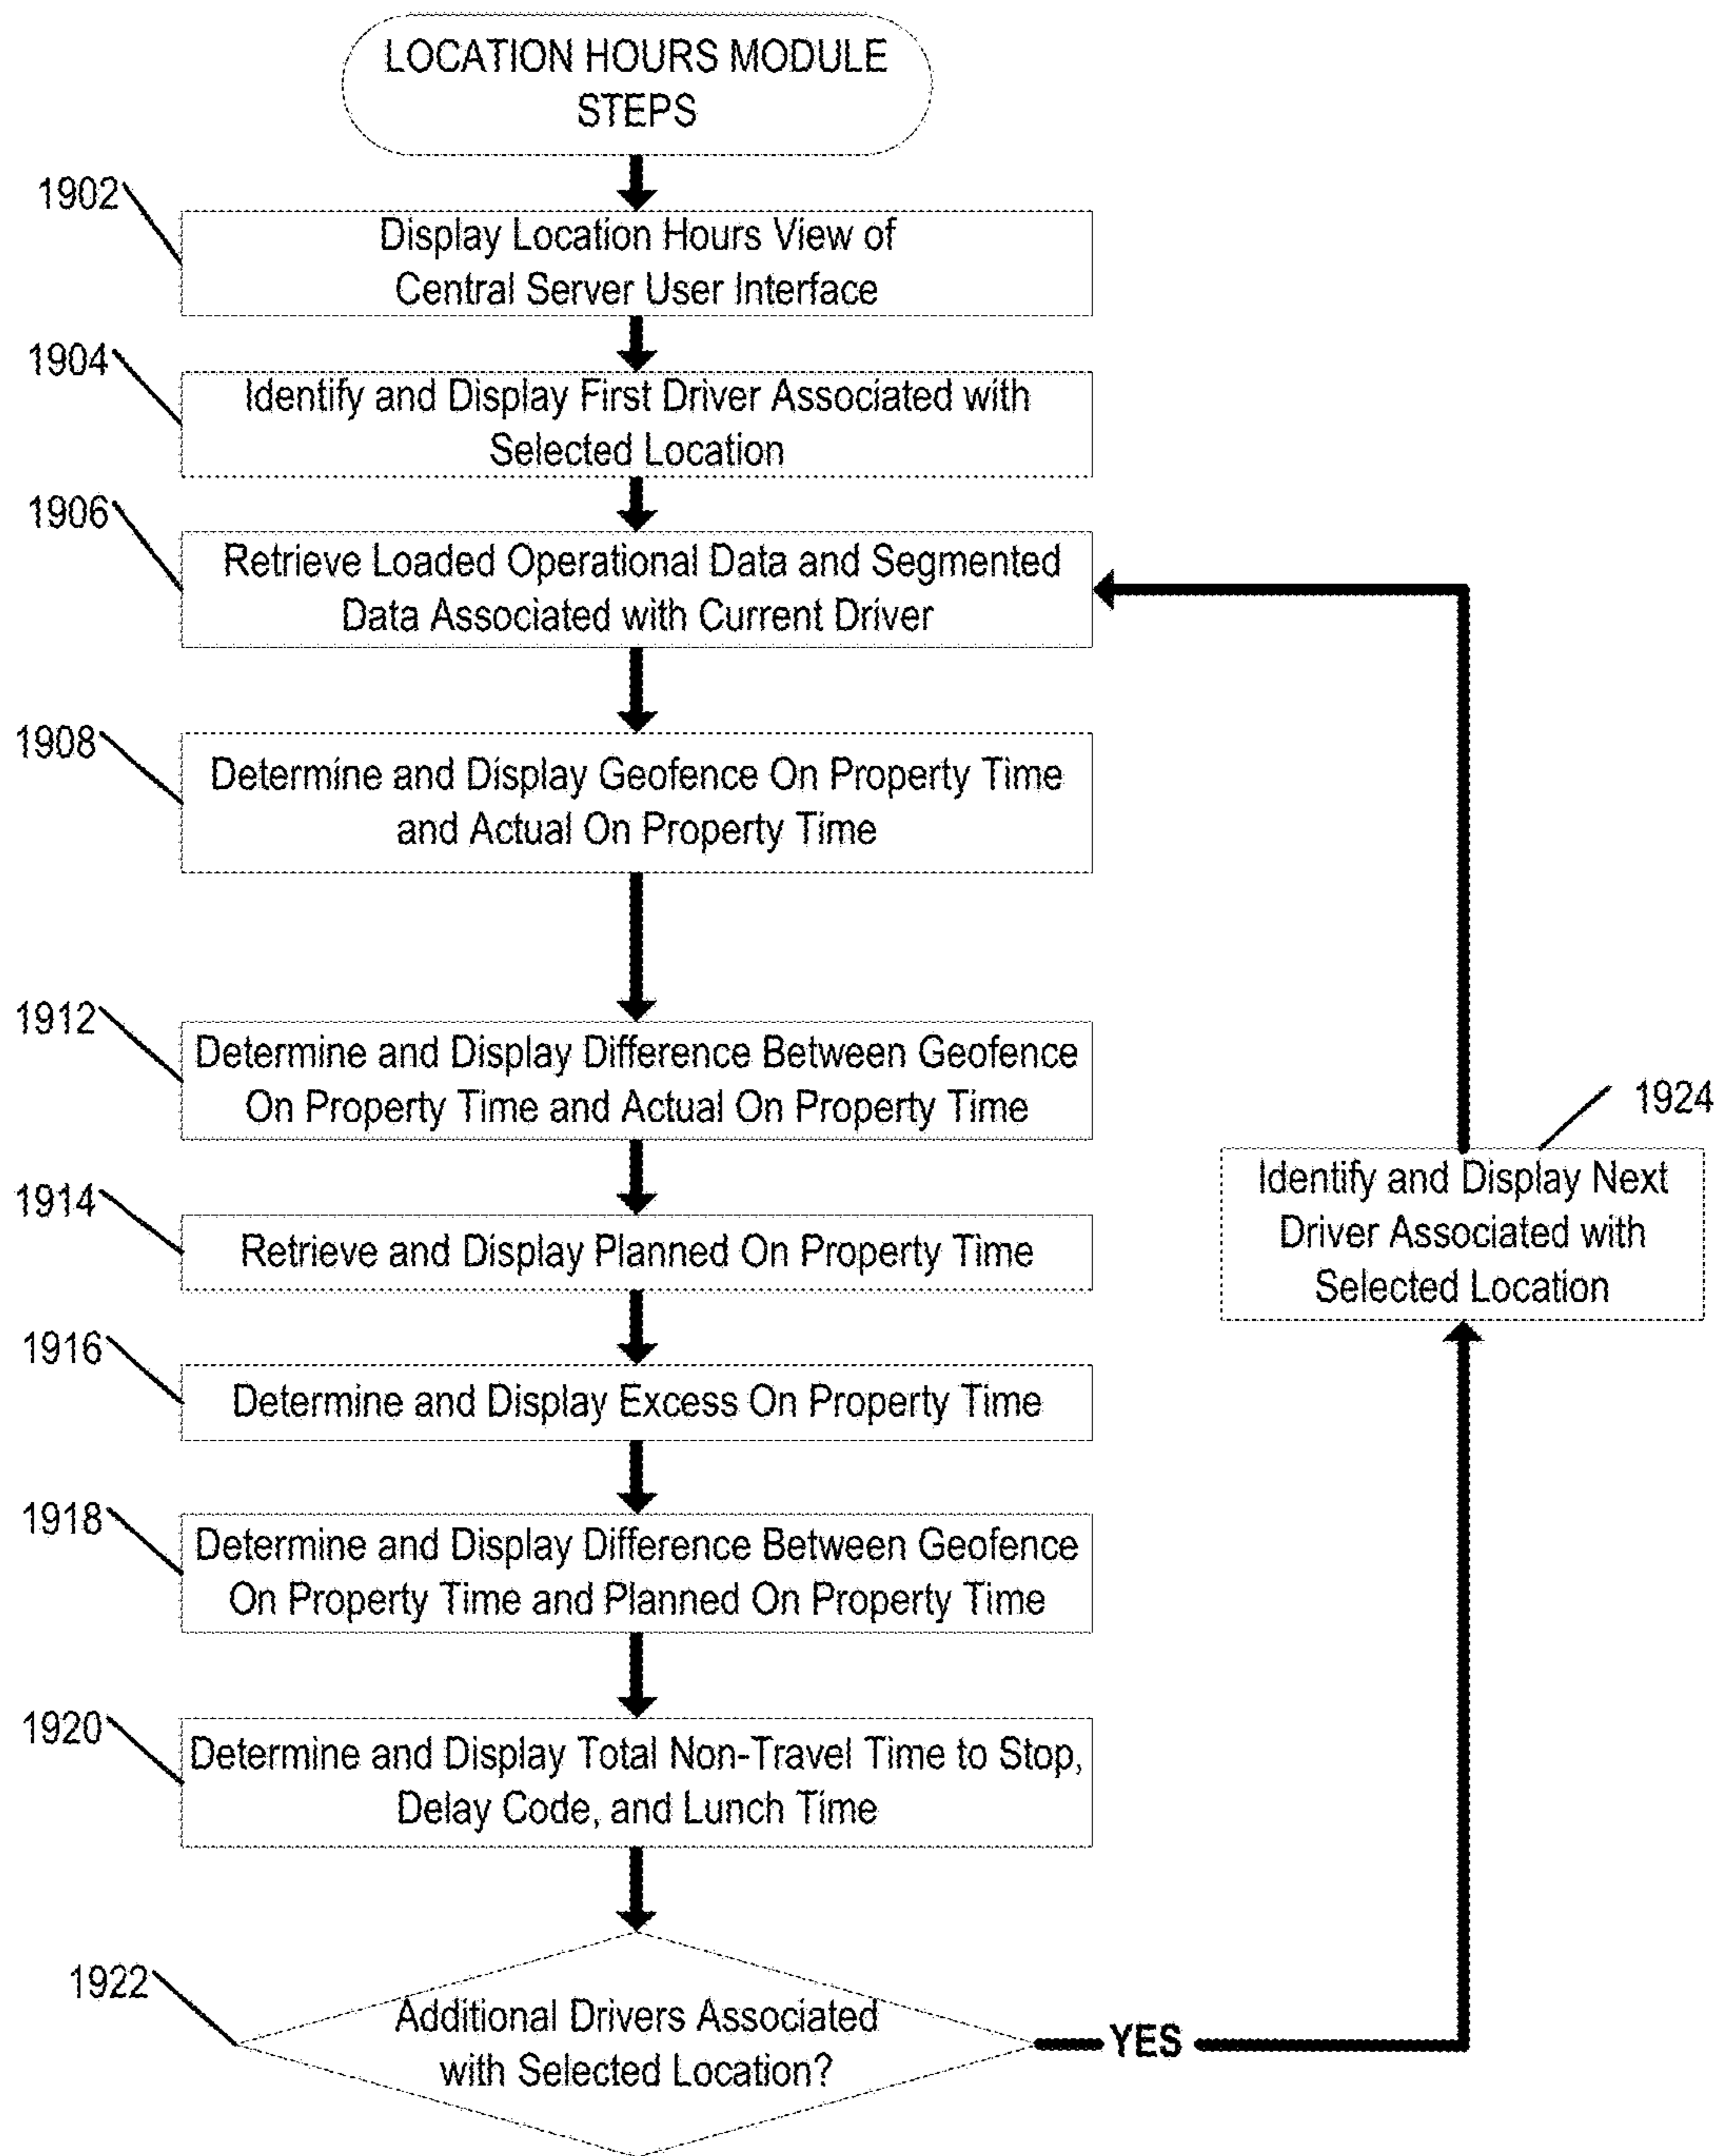 LOCATION HOURS MODULE
STEPS
1902
Display Location Hours View of
Central Server User Interface
1904
Identify and Display First Driver Associated with
Selected Location
1906
Retrieve Loaded Operational Data and Segmented
Data Associated with Current Driver
1908
Determine and Display Geofence On Property Time
and Actual On Property Time
1912
Determine and Display Difference Between Geofence
On Property Time and Actual On Property Time
1914
Retrieve and Display Planned On Property Time
1916
Determine and Display Excess On Property Time
1918
Determine and Display Difference Between Geofence
On Property Time and Planned On Property Time
1920
Determine and Display Total Non-Travel Time to Stop,
Delay Code, and Lunch Time
1922
Additional Drivers Associated
with Selected Location?
YES
1924
Identify and Display Next
Driver Associated with
Selected Location